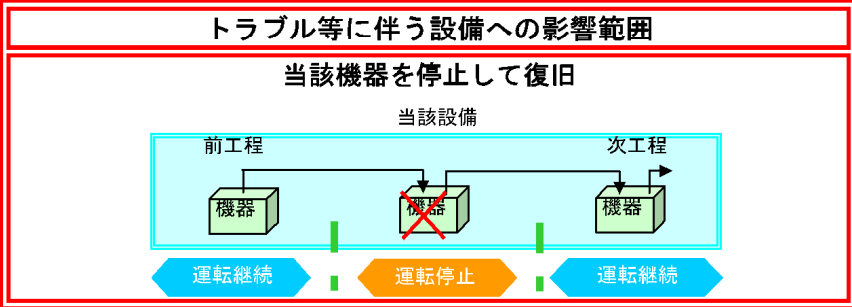 トラブル等に伴う設備への影響範囲
当該機器を停止して復旧
当該設備
前工程 次工程
機器 機器 機器
運転継続 運転停止 運転継続